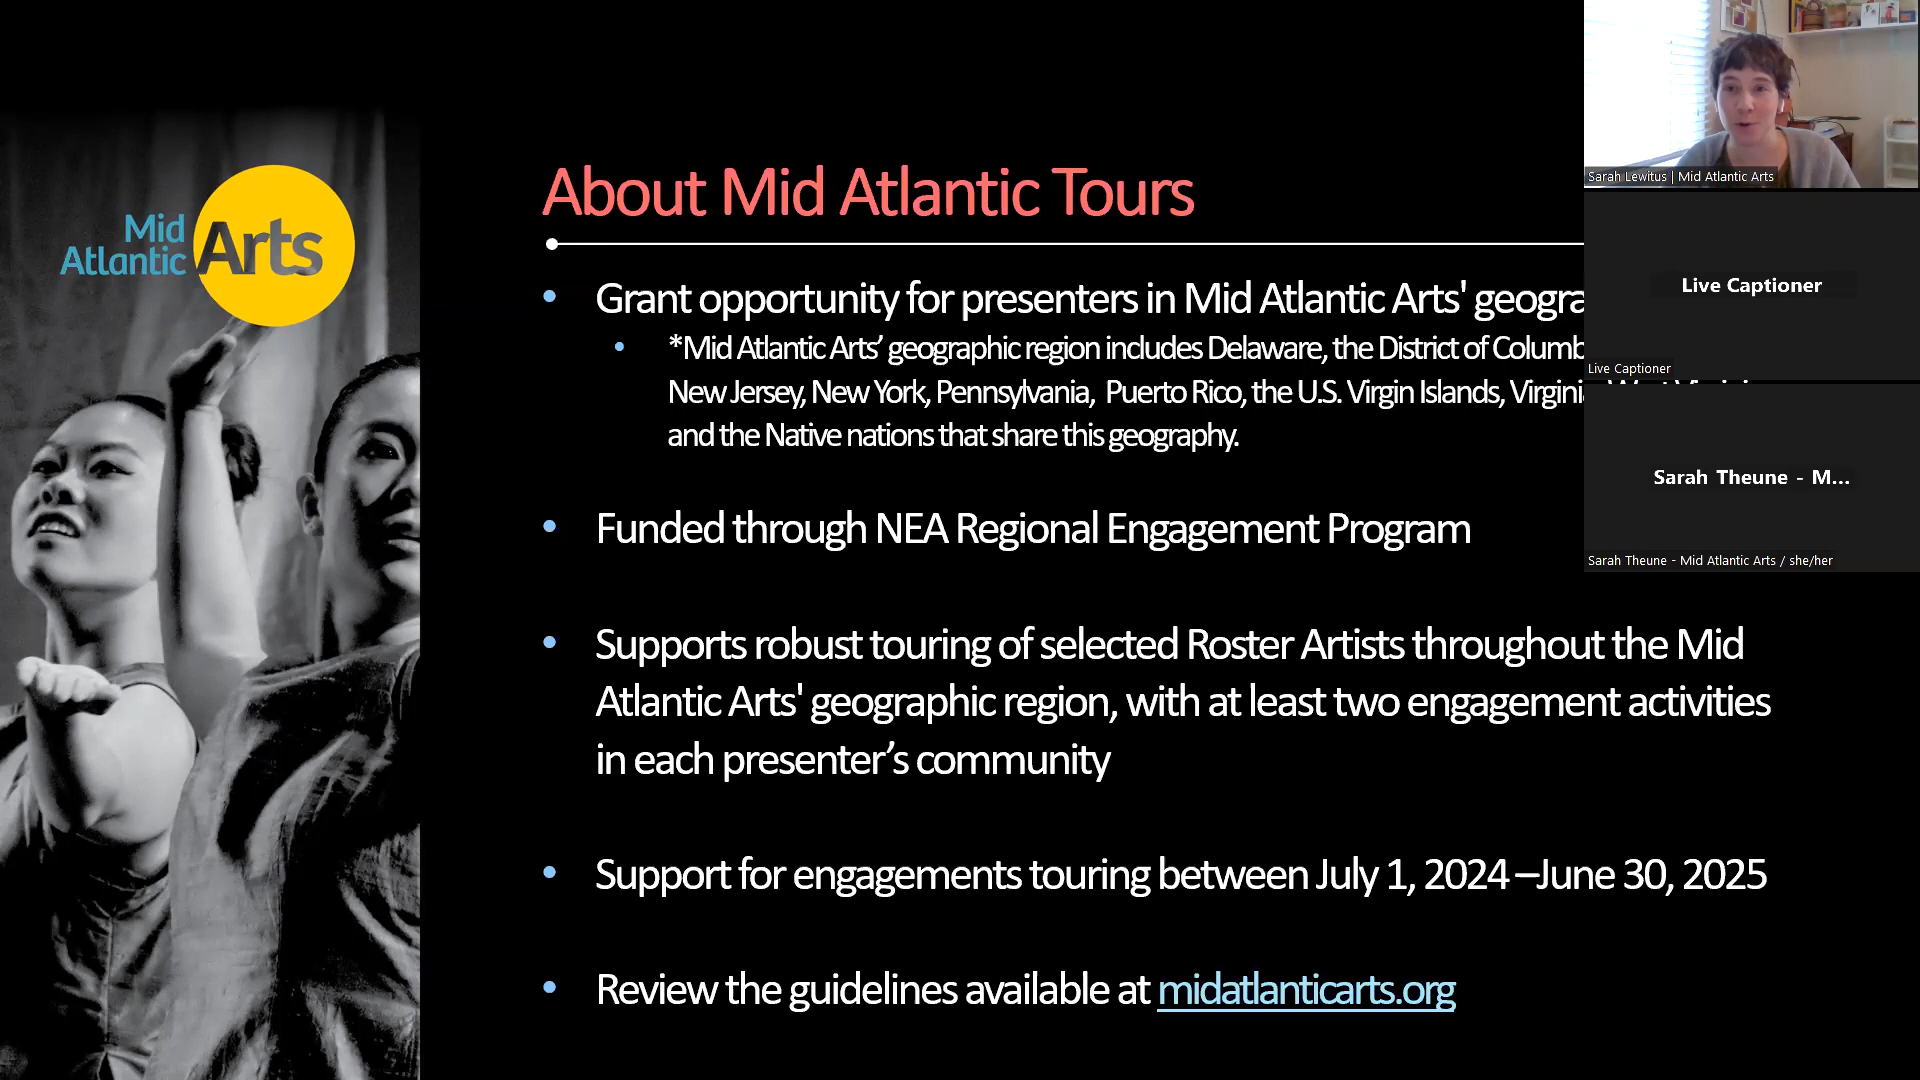 Mid
Atlantic Arts
About Mid Atlantic Tours
Grant opportunity for presenters in Mid Atlantic Arts'
*Mid Atlantic Arts’ geographic region includes Delaware, the District of
New Jersey, New York, Pennsylvania, Puerto Rico, the U.S. Virgin Islands,
and the Native nations that share this geography.
Funded through NEA Regional Engagement Program
Supports robust touring of selected Roster Artists throughout the Mid
Atlantic Arts' geographic region, with at least two engagement activities
in each presenter’s community
Support for engagements touring between July 1, 2024 –June 30, 2025
Review the guidelines available at midatlanticarts.org
Sarah Lewitus | Mid Atlantic Arts
Live Captioner
Live Captioner
Sarah Theune - M...
Sarah Theune - Mid Atlantic Arts / she/her